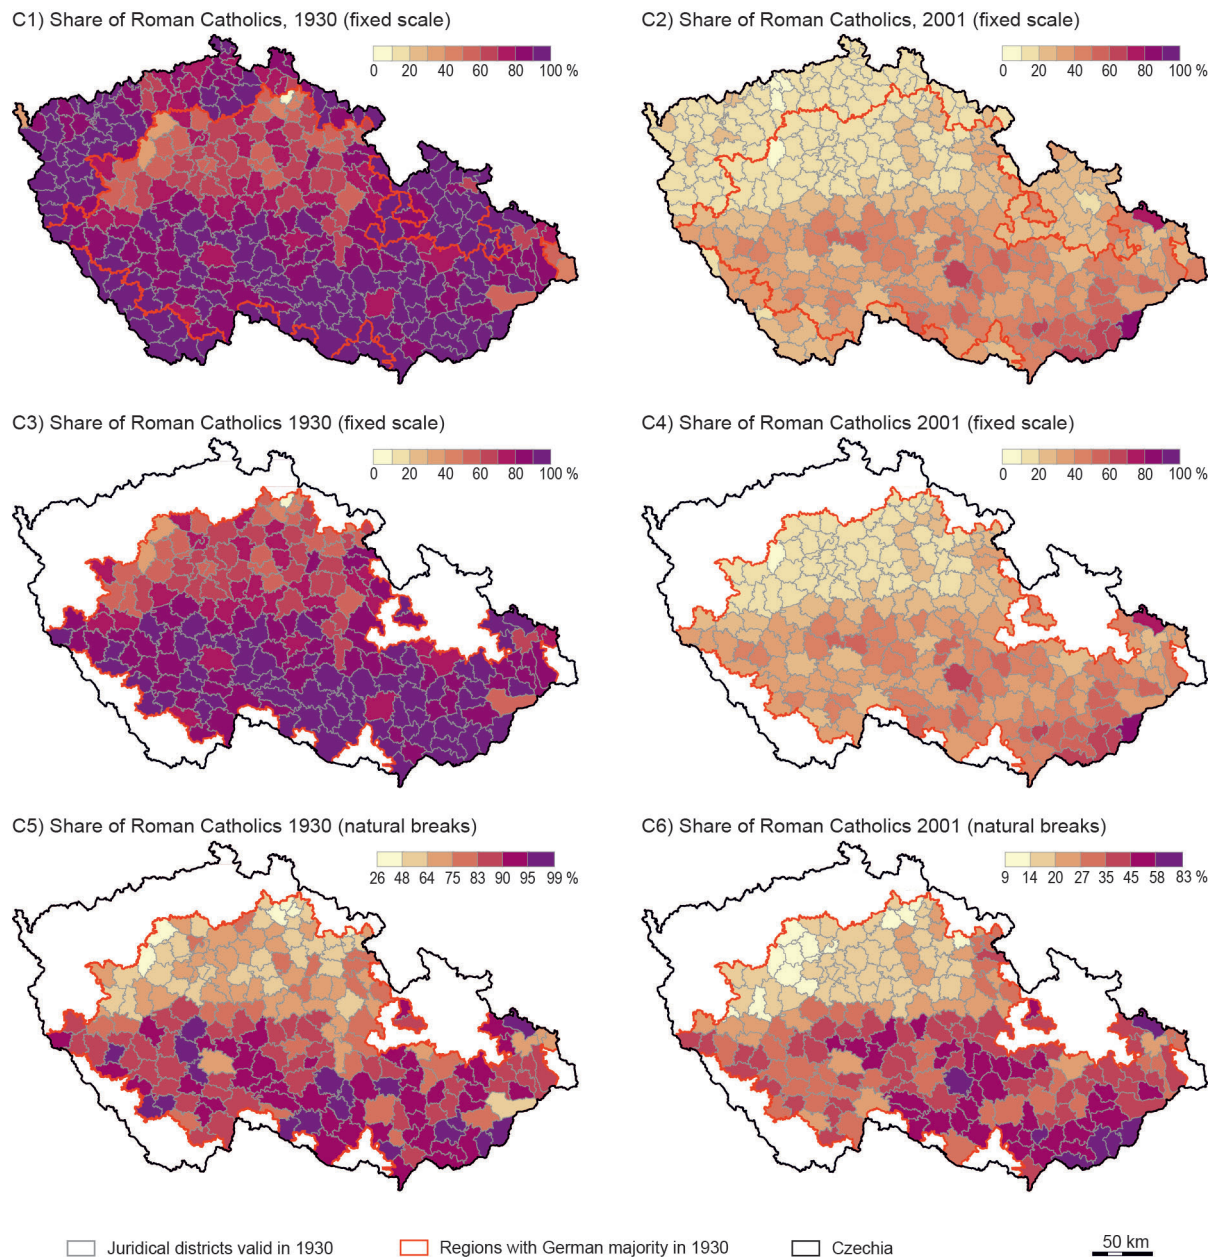 C1) Share of Roman Catholics, 1930 (fixed scale)
0 20 40 60 80 100 %
C2) Share of Roman Catholics, 2001 (fixed scale)
0 20 40 60 80 100 %
C3) Share of Roman Catholics 1930 (fixed scale)
0 20 40 60 80 100 %
C4) Share of Roman Catholics 2001 (fixed scale)
0 20 40 60 80 100 %
C5) Share of Roman Catholics 1930 (natural breaks)
26 48 64 75 83 90 95 99 %
C6) Share of Roman Catholics 2001 (natural breaks)
9 14 20 27 35 45 58 83 %
Juridical districts valid in 1930
Regions with German majority in 1930
Czechia
50 km